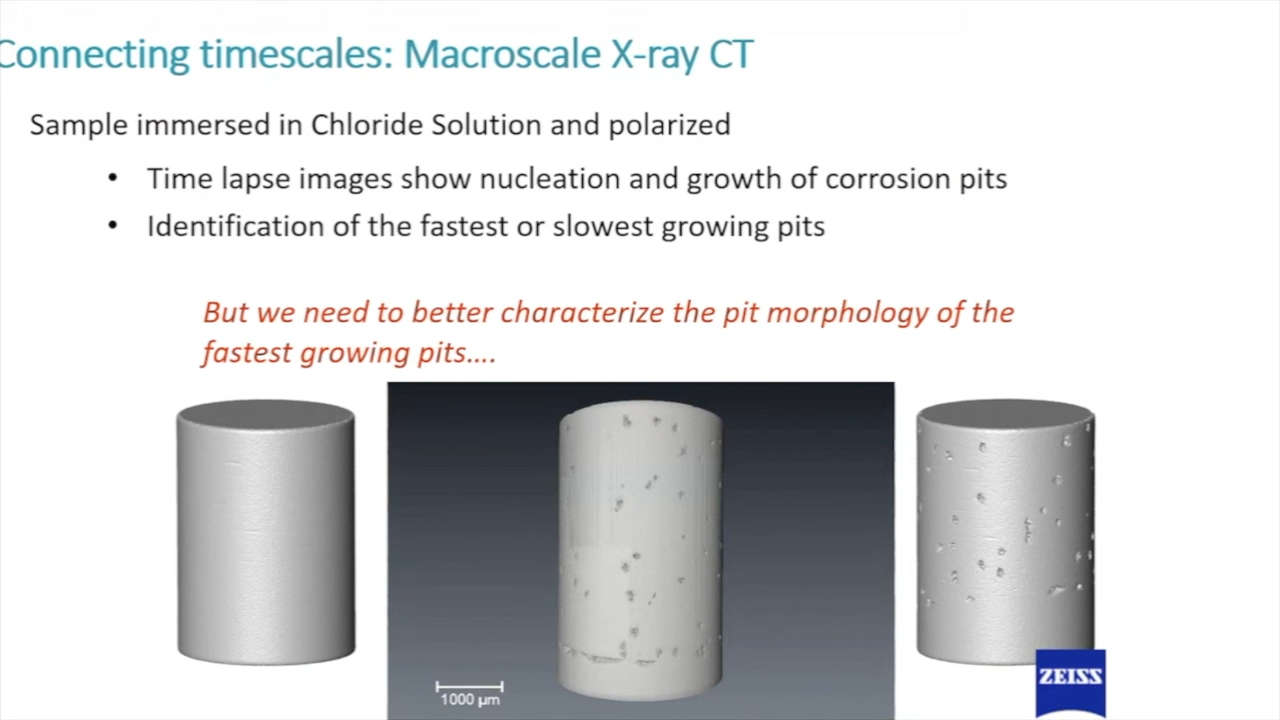 Connecting timescales: Macroscale X-ray CT
Sample immersed in Chloride Solution and polarized
• Time lapse images show nucleation and growth of corrosion pits
• Identification of the fastest or slowest growing pits
But we need to better characterize the pit morphology of the
fastest growing pits....
1000 µm
ZEISS